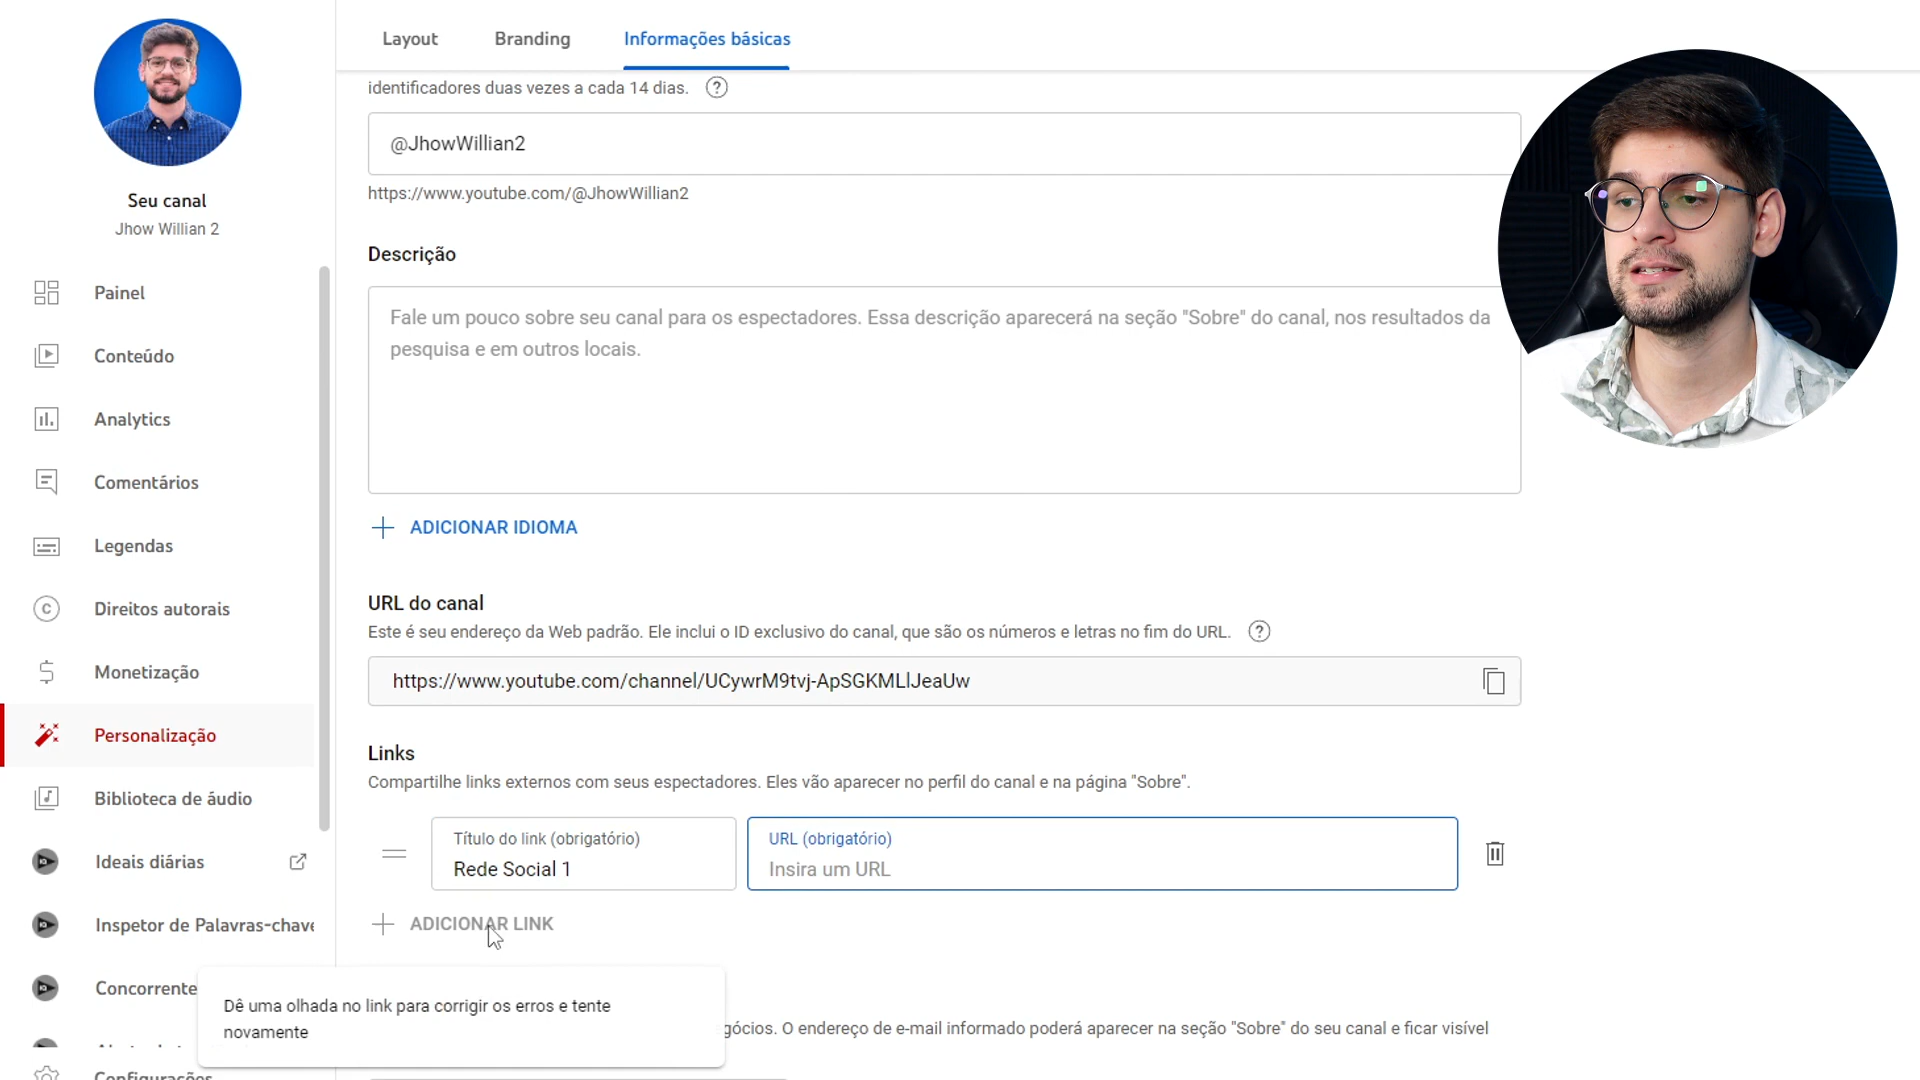 Layout
Branding
Informações básicas
Seu canal
Jhow Willian 2
Painel
Conteúdo
Analytics
Comentários
Legendas
Direitos autorais
Monetização
Personalização
Biblioteca de áudio
Ideais diárias
Inspetor de Palavras-chave
Concorrente
Configurações
identificadores duas vezes a cada 14 dias.
@JhowWillian2
https://www.youtube.com/@JhowWillian2
Descrição
Fale um pouco sobre seu canal para os espectadores. Essa descrição aparecerá na seção "Sobre" do canal, nos resultados da
pesquisa e em outros locais.
ADICIONAR IDIOMA
URL do canal
Este é seu endereço da Web padrão. Ele inclui o ID exclusivo do canal, que são os números e letras no fim do URL.
https://www.youtube.com/channel/UCywrM9tvj-ApSGKMLlJeaUw
Links
Compartilhe links externos com seus espectadores. Eles vão aparecer no perfil do canal e na página "Sobre".
Título do link (obrigatório)
Rede Social 1
URL (obrigatório)
Insira um URL
ADICIONAR LINK
Dê uma olhada no link para corrigir os erros e tente
novamente
gócios. O endereço de e-mail informado poderá aparecer na seção "Sobre" do seu canal e ficar visível